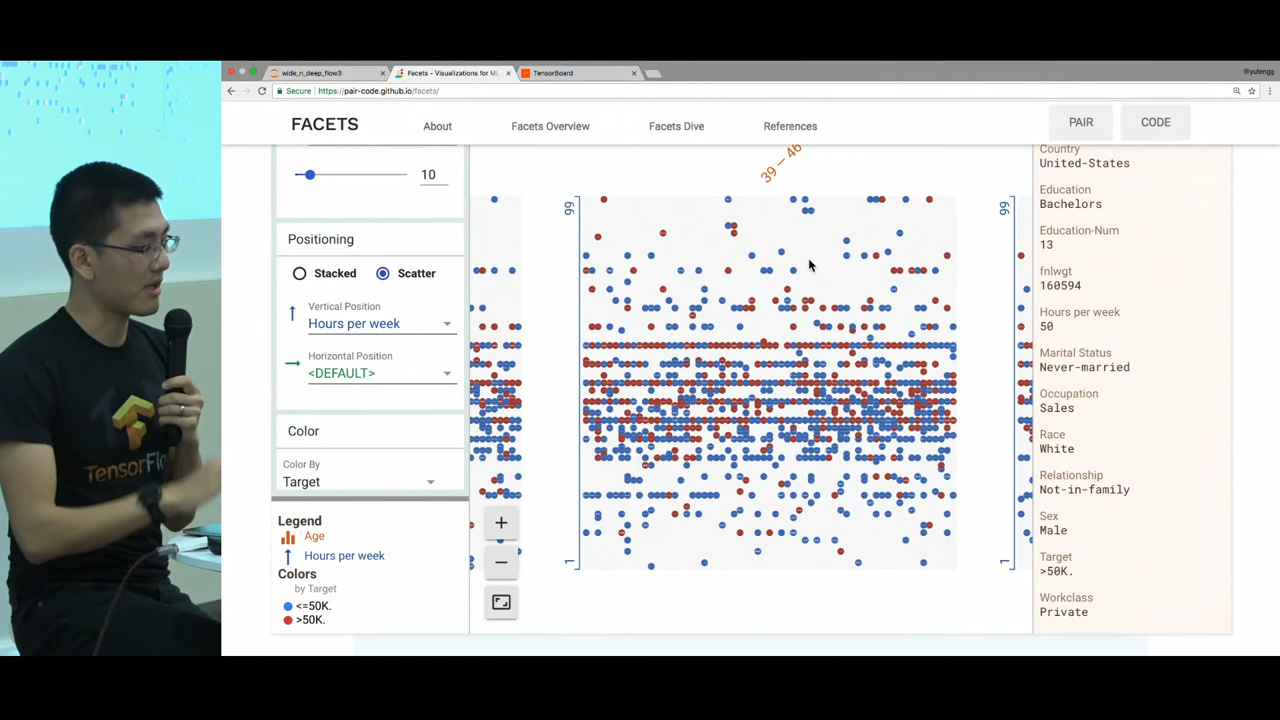 wide_n_deep_flow3
Facets - Visualizations for ML
TensorBoard
@yufengg
Secure
https://pair-code.github.io/facets/
FACETS
About
Facets Overview
Facets Dive
References
PAIR
CODE
10
Positioning
Stacked
Scatter
Vertical Position
Hours per week
Horizontal Position
<DEFAULT>
Color
Color By
Target
Legend
Age
Hours per week
Colors
by Target
<=50K.
>50K.
39 – 46
99
1
99
1
Country
United-States
Education
Bachelors
Education-Num
13
fnlwgt
160594
Hours per week
50
Marital Status
Never-married
Occupation
Sales
Race
White
Relationship
Not-in-family
Sex
Male
Target
>50K.
Workclass
Private
TensorFlo